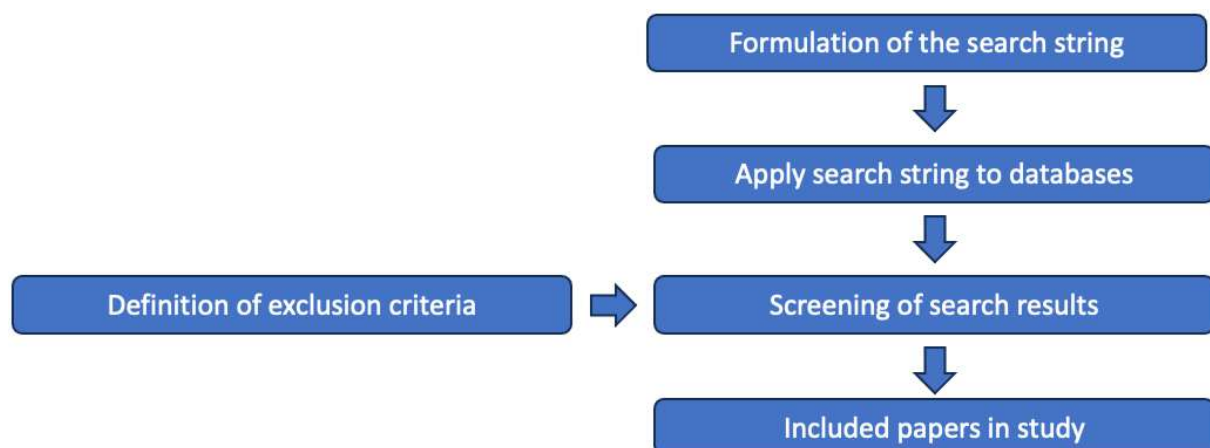 Formulation of the search string
Apply search string to databases
Definition of exclusion criteria
Screening of search results
Included papers in study